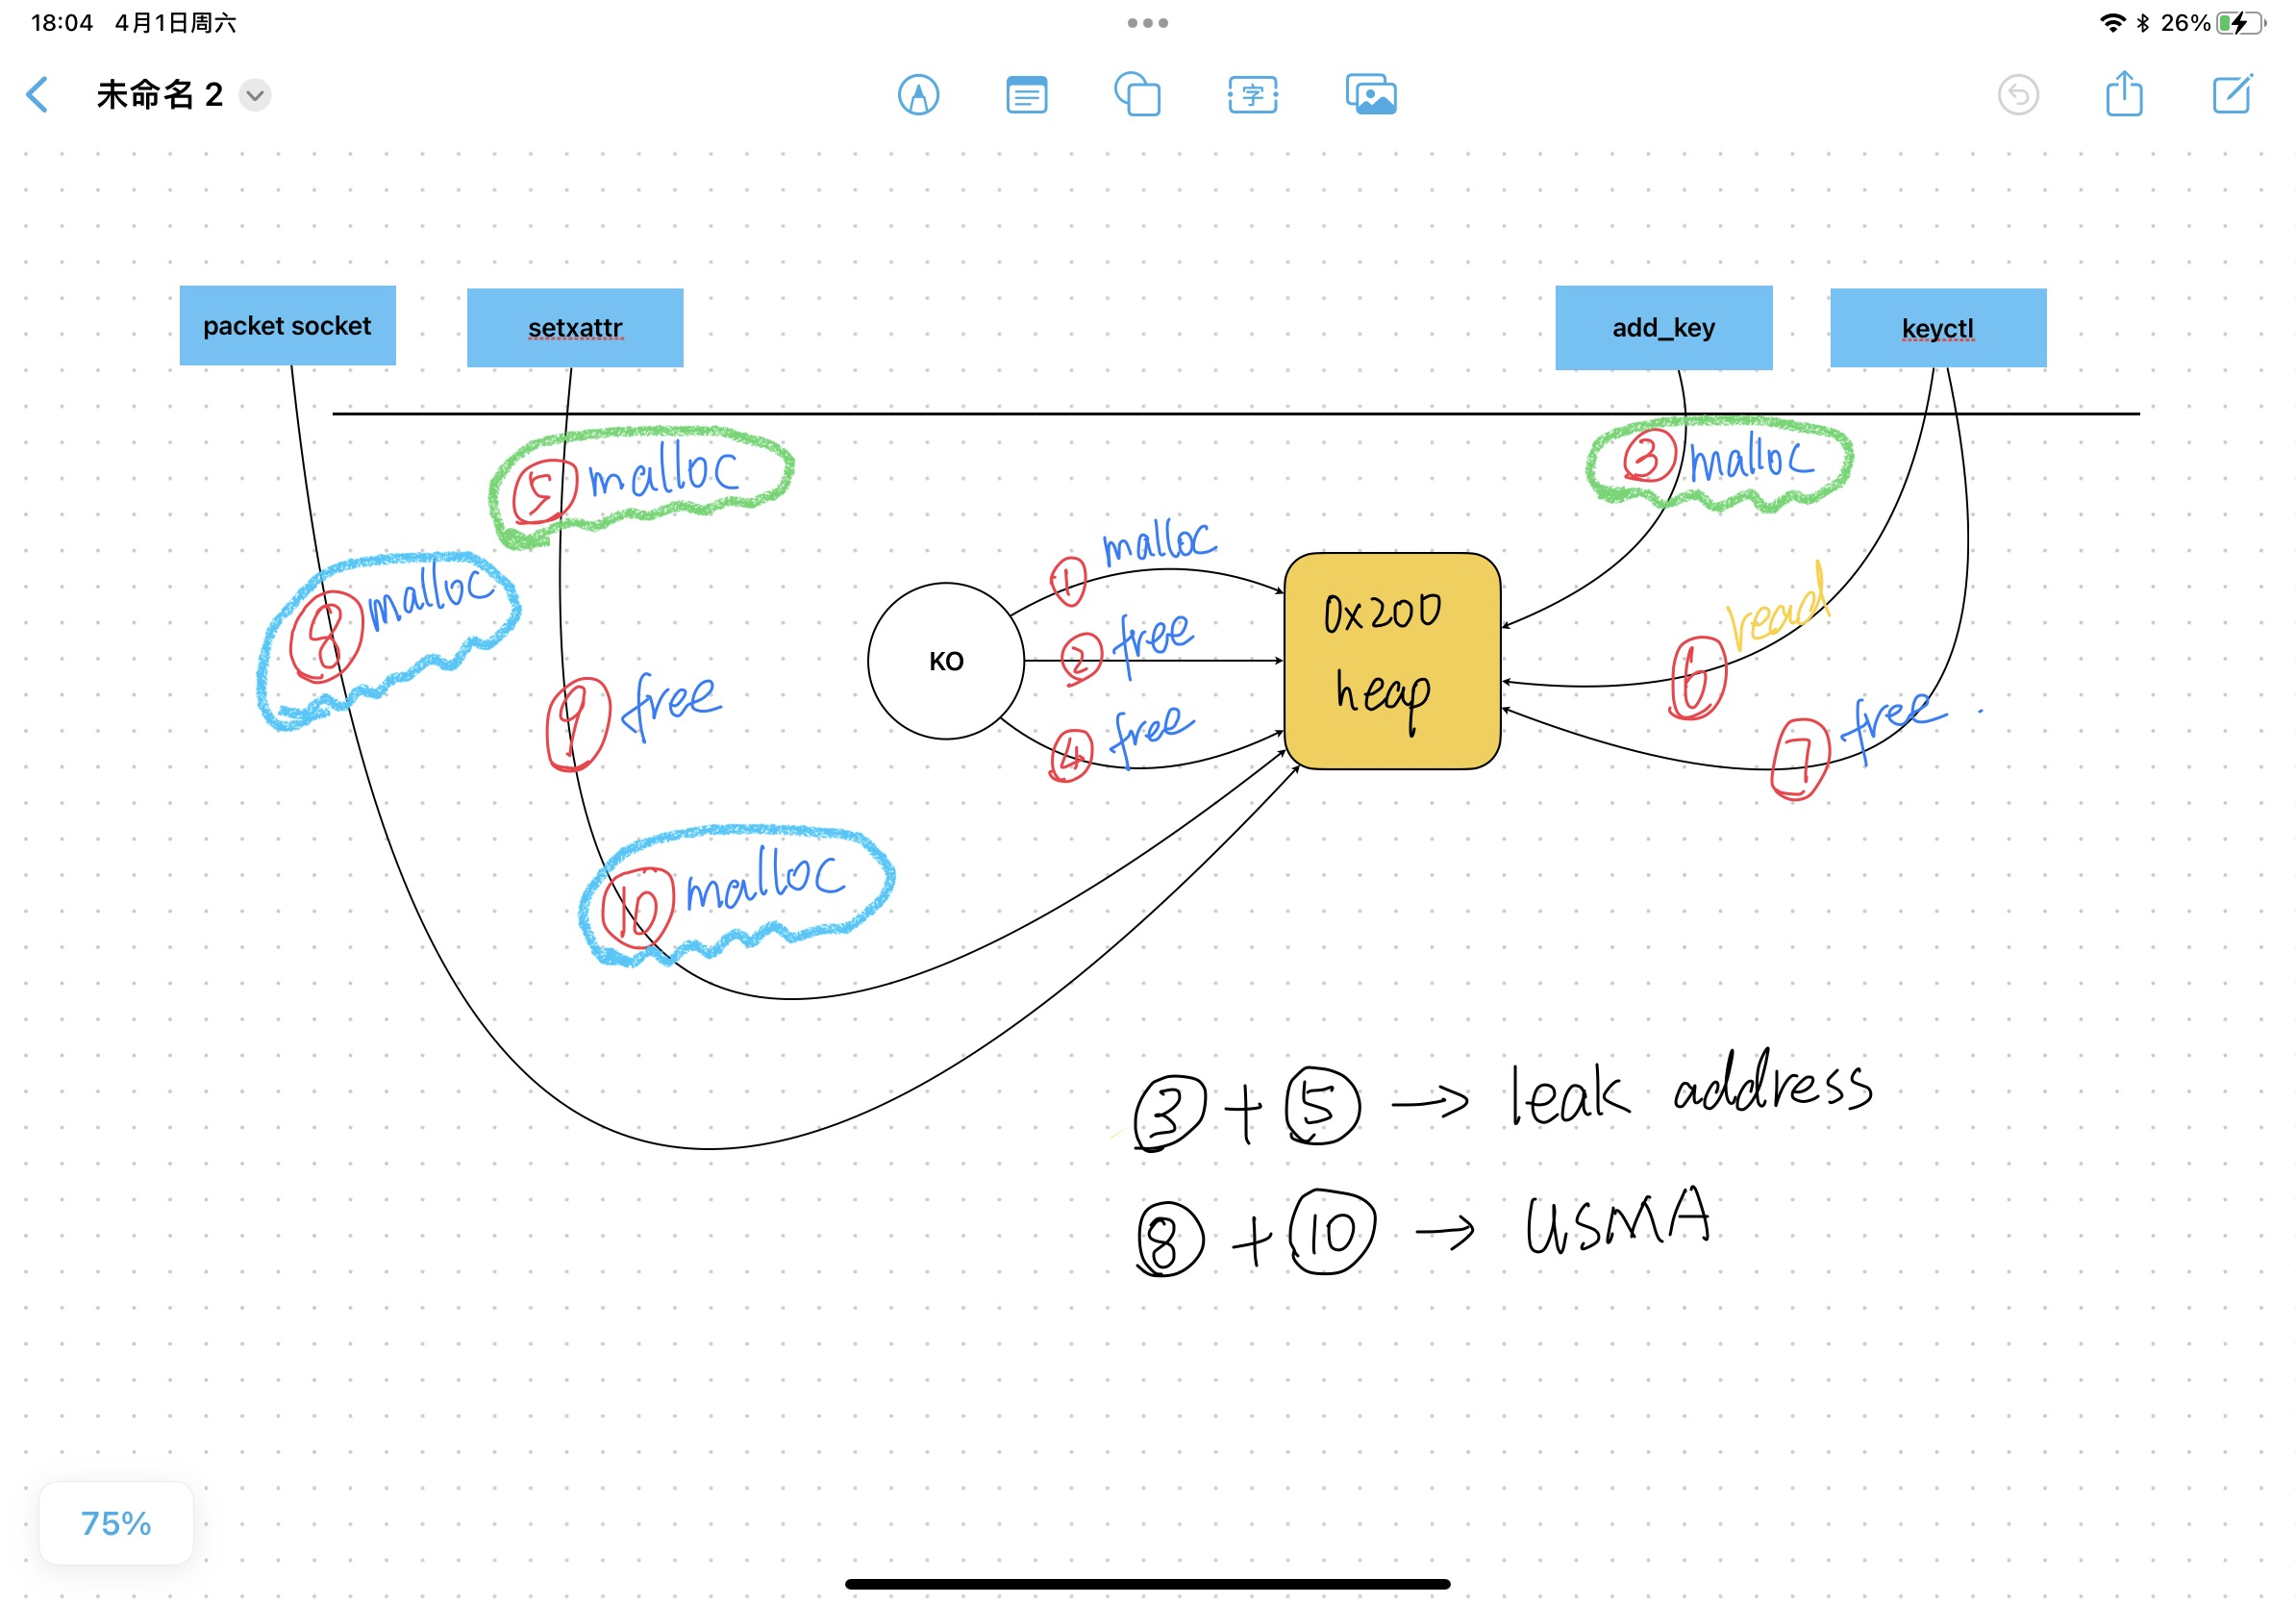 18:04 4月1日周六
26%
未命名 2
字
packet socket
setxattr
add_key
keyctl
⑤ malloc
③ malloc
① malloc
⑧ malloc
0x200
heap
② free
read
KO
⑥
⑨ free
④ free
⑦ free
⑩ malloc
③ + ⑤ → leak address
⑧ + ⑩ → USMA
75%